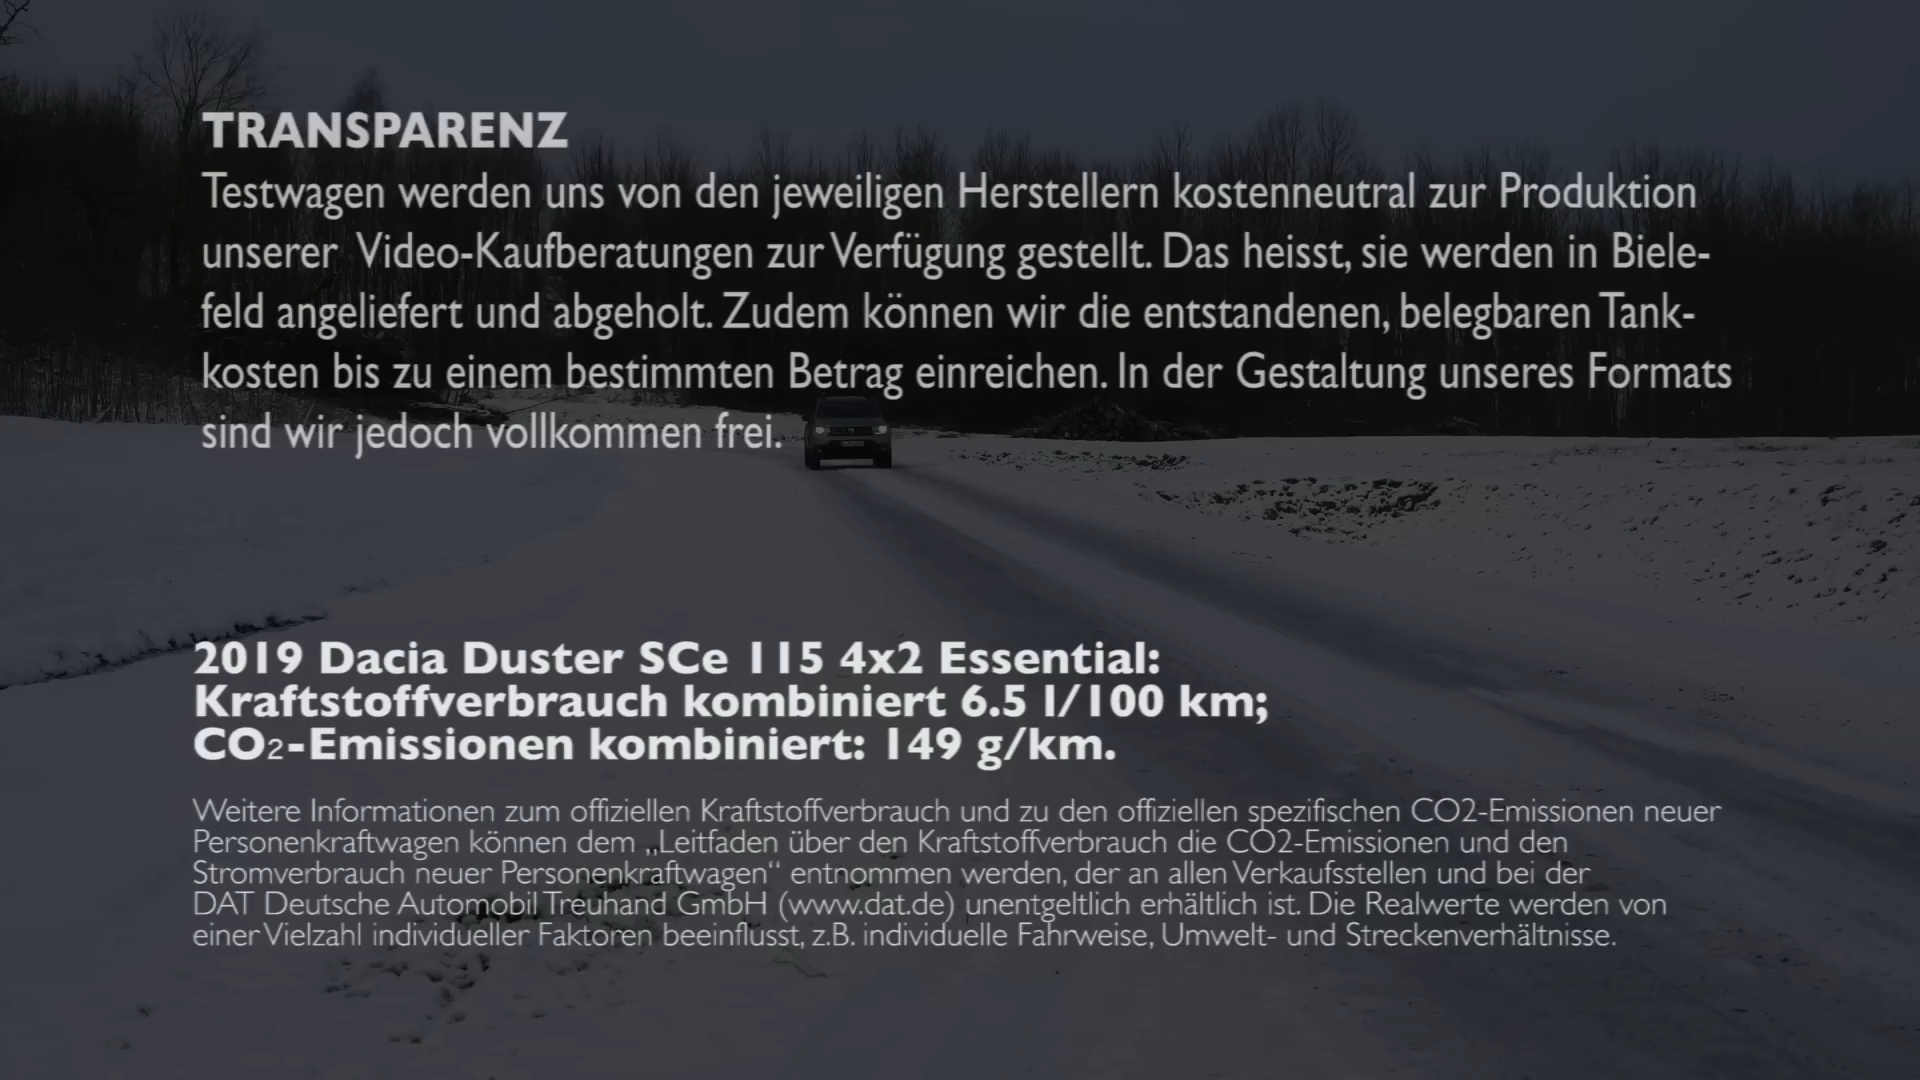 TRANSPARENZ
Testwagen werden uns von den jeweiligen Herstellern kostenneutral zur Produktion
unserer Video-Kaufberatungen zur Verfügung gestellt. Das heisst, sie werden in Biele-
feld angeliefert und abgeholt. Zudem können wir die entstandenen, belegbaren Tank-
kosten bis zu einem bestimmten Betrag einreichen. In der Gestaltung unseres Formats
sind wir jedoch vollkommen frei.
2019 Dacia Duster SCe 115 4x2 Essential:
Kraftstoffverbrauch kombiniert 6.5 l/100 km;
CO2-Emissionen kombiniert: 149 g/km.
Weitere Informationen zum offiziellen Kraftstoffverbrauch und zu den offiziellen spezifischen CO2-Emissionen neuer
Personenkraftwagen können dem „Leitfaden über den Kraftstoffverbrauch die CO2-Emissionen und den
Stromverbrauch neuer Personenkraftwagen“ entnommen werden, der an allen Verkaufsstellen und bei der
DAT Deutsche Automobil Treuhand GmbH (www.dat.de) unentgeltlich erhältlich ist. Die Realwerte werden von
einer Vielzahl individueller Faktoren beeinflusst, z.B. individuelle Fahrweise, Umwelt- und Streckenverhältnisse.